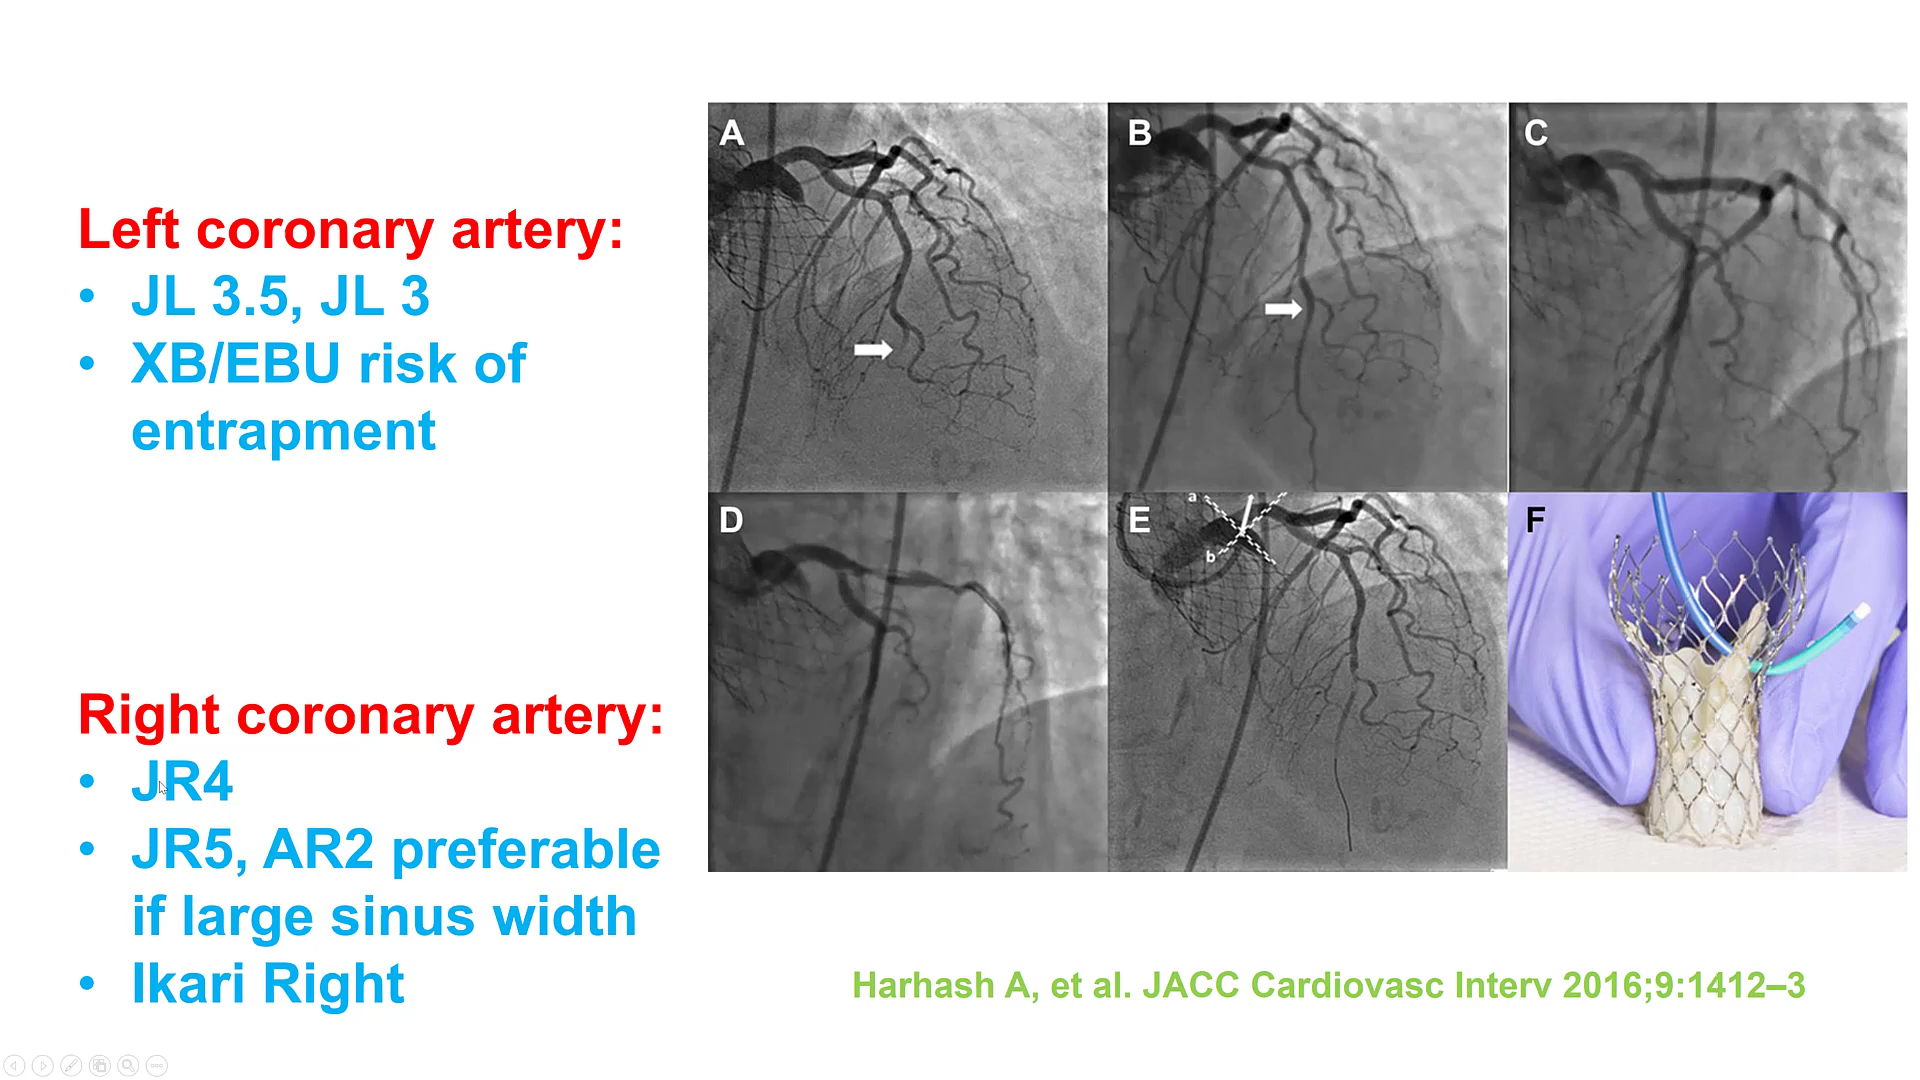 Left coronary artery:
• JL 3.5, JL 3
• XB/EBU risk of
entrapment
Right coronary artery:
• JR4
• JR5, AR2 preferable
if large sinus width
• Ikari Right
A
B
C
D
E
a
b
F
Harhash A, et al. JACC Cardiovasc Interv 2016;9:1412–3